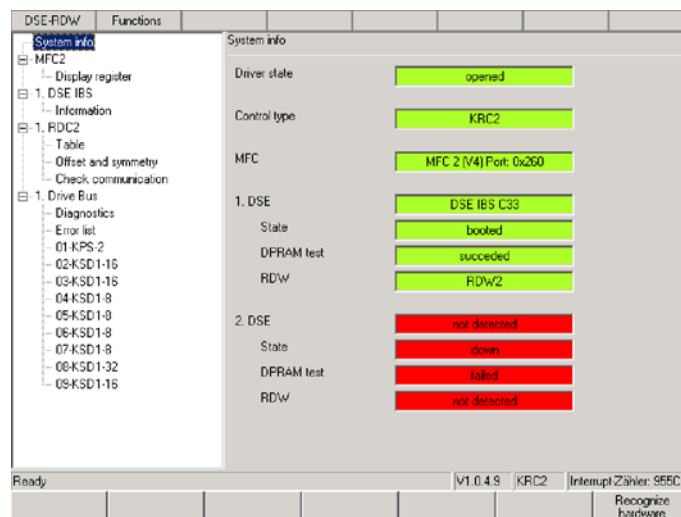 DSE-RDW Functions
System info
MFC2
Display register
1. DSE IBS
Information
1. RDC2
Table
Offset and symmetry
Check communication
1. Drive Bus
Diagnostics
Error list
01-KPS-2
02-KSD1-16
03-KSD1-16
04-KSD1-8
05-KSD1-8
06-KSD1-8
07-KSD1-8
08-KSD1-32
09-KSD1-16
System info
Driver state opened
Control type KRC2
MFC MFC 2 (V4) Port: 0x260
1. DSE DSE IBS C33
State booted
DPRAM test succeded
RDW RDW2
2. DSE not detected
State down
DPRAM test failed
RDW not detected
Ready V1.0.4.9 KRC2 Interrupt-Zähler: 955C
Recognize
hardware